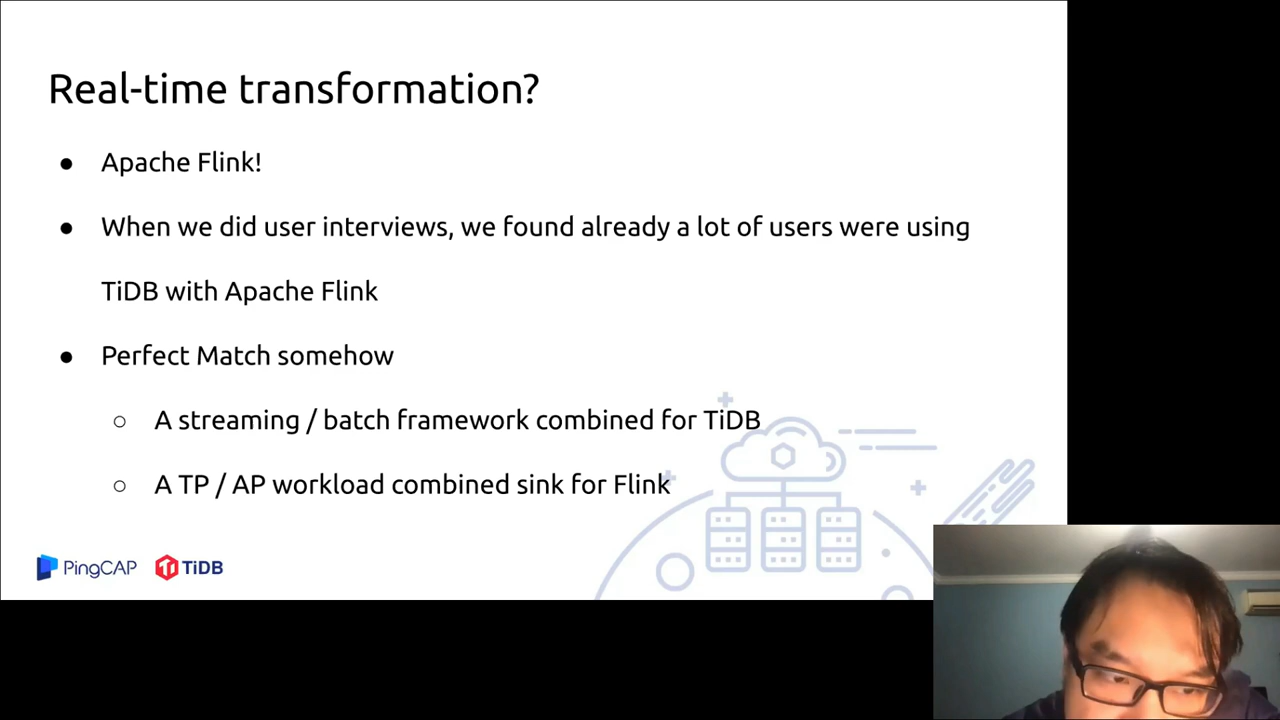 Real-time transformation?
● Apache Flink!
● When we did user interviews, we found already a lot of users were using
TiDB with Apache Flink
● Perfect Match somehow
○ A streaming / batch framework combined for TiDB
○ A TP / AP workload combined sink for Flink
PingCAP TiDB